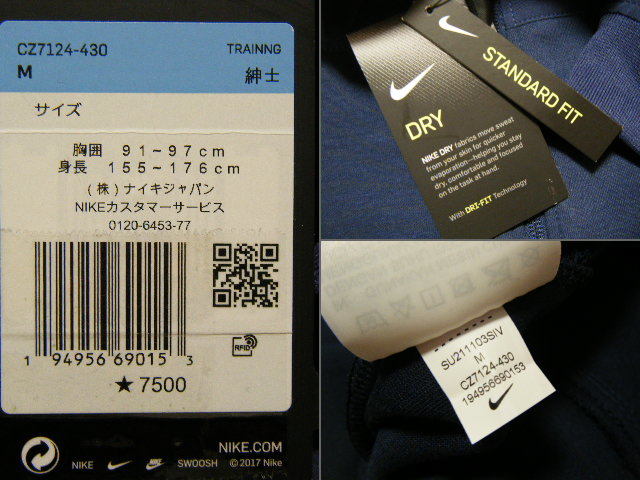 CZ7124-430 TRAINNG
M 紳士
サイズ
胸囲 91~97cm
身長 155~176cm
(株)ナイキジャパン
NIKEカスタマーサービス
0120-6453-77
RFID
1 94956 69015 3
★7500
NIKE.COM
NIKE SWOOSH © 2017 Nike
STANDARD FIT
DRY
NIKE DRY fabrics move sweat
from your skin for quicker
evaporation—helping you stay
dry, comfortable and focused
on the task at hand.
With DRI-FIT Technology
SU211103SIV
M
CZ7124-430
194956690153